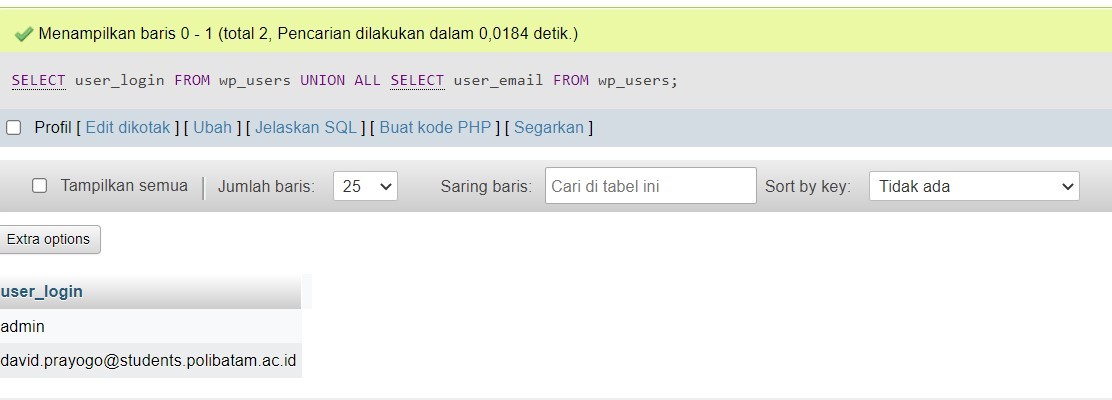 Menampilkan baris 0 - 1 (total 2, Pencarian dilakukan dalam 0,0184 detik.)
SELECT user_login FROM wp_users UNION ALL SELECT user_email FROM wp_users;
Profil [ Edit dikotak ] [ Ubah ] [ Jelaskan SQL ] [ Buat kode PHP ] [ Segarkan ]
Tampilkan semua | Jumlah baris: 25 Saring baris: Cari di tabel ini Sort by key: Tidak ada
Extra options
user_login
admin
david.prayogo@students.polibatam.ac.id